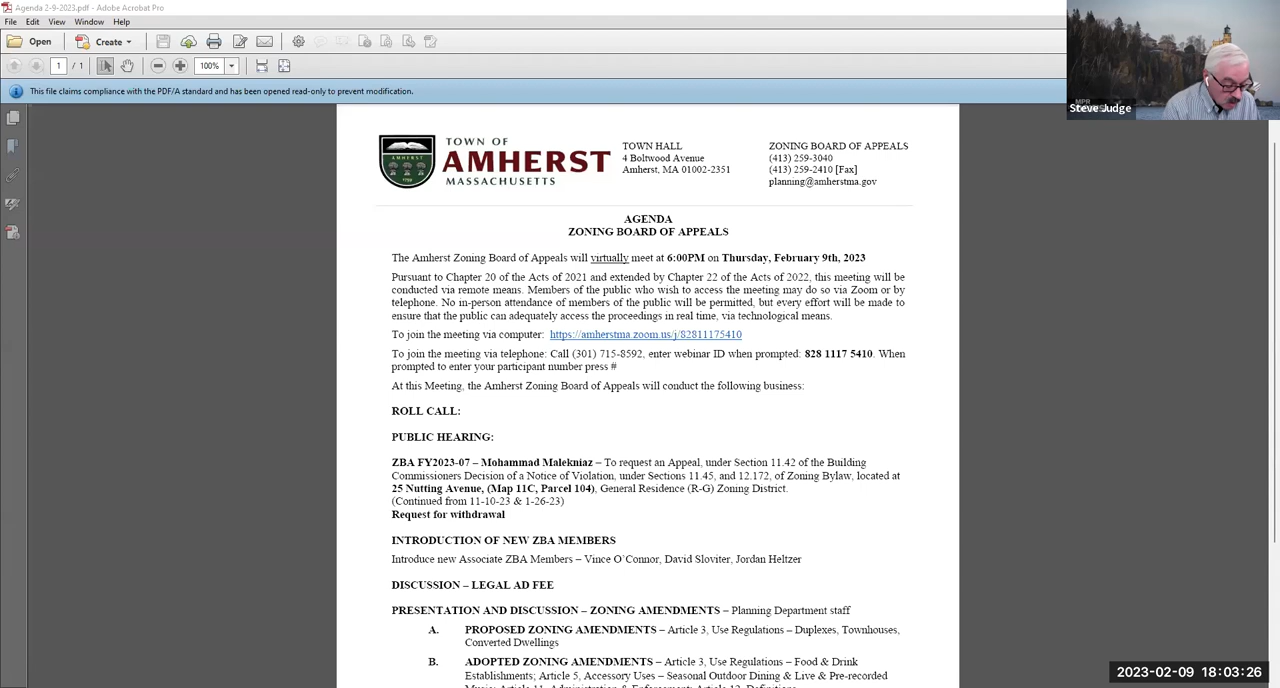 Agenda 2-9-2023.pdf - Adobe Acrobat Pro
File Edit View Window Help
Open Create
1 / 1 100%
This file claims compliance with the PDF/A standard and has been opened read-only to prevent modification.
Steve Judge
TOWN OF
AMHERST
MASSACHUSETTS
TOWN HALL
4 Boltwood Avenue
Amherst, MA 01002-2351
ZONING BOARD OF APPEALS
(413) 259-3040
(413) 259-2410 [Fax]
planning@amherstma.gov
AGENDA
ZONING BOARD OF APPEALS
The Amherst Zoning Board of Appeals will virtually meet at 6:00PM on Thursday, February 9th, 2023
Pursuant to Chapter 20 of the Acts of 2021 and extended by Chapter 22 of the Acts of 2022, this meeting will be
conducted via remote means. Members of the public who wish to access the meeting may do so via Zoom or by
telephone. No in-person attendance of members of the public will be permitted, but every effort will be made to
ensure that the public can adequately access the proceedings in real time, via technological means.
To join the meeting via computer: https://amherstma.zoom.us/j/82811175410
To join the meeting via telephone: Call (301) 715-8592, enter webinar ID when prompted: 828 1117 5410. When
prompted to enter your participant number press #
At this Meeting, the Amherst Zoning Board of Appeals will conduct the following business:
ROLL CALL:
PUBLIC HEARING:
ZBA FY2023-07 – Mohammad Malekniaz – To request an Appeal, under Section 11.42 of the Building
Commissioners Decision of a Notice of Violation, under Sections 11.45, and 12.172, of Zoning Bylaw, located at
25 Nutting Avenue, (Map 11C, Parcel 104), General Residence (R-G) Zoning District.
(Continued from 11-10-23 & 1-26-23)
Request for withdrawal
INTRODUCTION OF NEW ZBA MEMBERS
Introduce new Associate ZBA Members – Vince O'Connor, David Sloviter, Jordan Heltzer
DISCUSSION – LEGAL AD FEE
PRESENTATION AND DISCUSSION – ZONING AMENDMENTS – Planning Department staff
A. PROPOSED ZONING AMENDMENTS – Article 3, Use Regulations – Duplexes, Townhouses,
Converted Dwellings
B. ADOPTED ZONING AMENDMENTS – Article 3, Use Regulations – Food & Drink
Establishments; Article 5, Accessory Uses – Seasonal Outdoor Dining & Live & Pre-recorded
Music; Article 11, Administration & Enforcement; Article 12, Definitions
2023-02-09 18:03:26